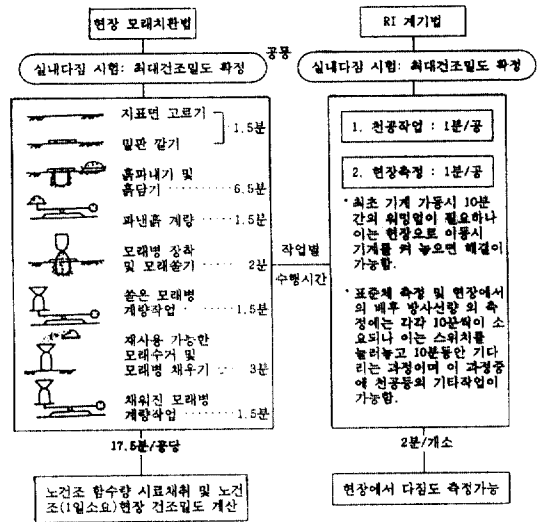 현장 모래치환법
RI 계기법
공통
실내다짐 시험: 최대건조밀도 확정
실내다짐 시험: 최대건조밀도 확정
지표면 고르기
1.5분
밑판 깔기
흙파내기 및
흙담기 ········ 6.5분
파낸흙 계량 ······ 1.5분
모래병 장착
및 모래쏟기 ······ 2분
쏟은 모래병
계량작업 · ······· 1.5분
재사용 가능한
모래수거 및
모래병 채우기 ·· 3분
채워진 모래병
계량작업 ········ 1.5분
작업별
수행시간
1. 천공작업 : 1분/공
2. 현장측정 : 1분/공
* 최초 기계 가동시 10분
간의 워밍업이 필요하나
이는 현장으로 이동시
기계를 켜 놓으면 해결이
가능함.
* 표준체 측정 및 현장에서
의 배후 방사선량 의 측
정에는 각각 10분씩이 소
요되나 이는 스위치를
눌러놓고 10분동안 기다
리는 과정이며 이 과정중
에 천공등의 기타작업이
가능함.
17.5분/공당
2분/개소
노건조 함수량 시료채취 및 노건
조(1일소요)현장 건조밀도 계산
현장에서 다짐도 측정가능